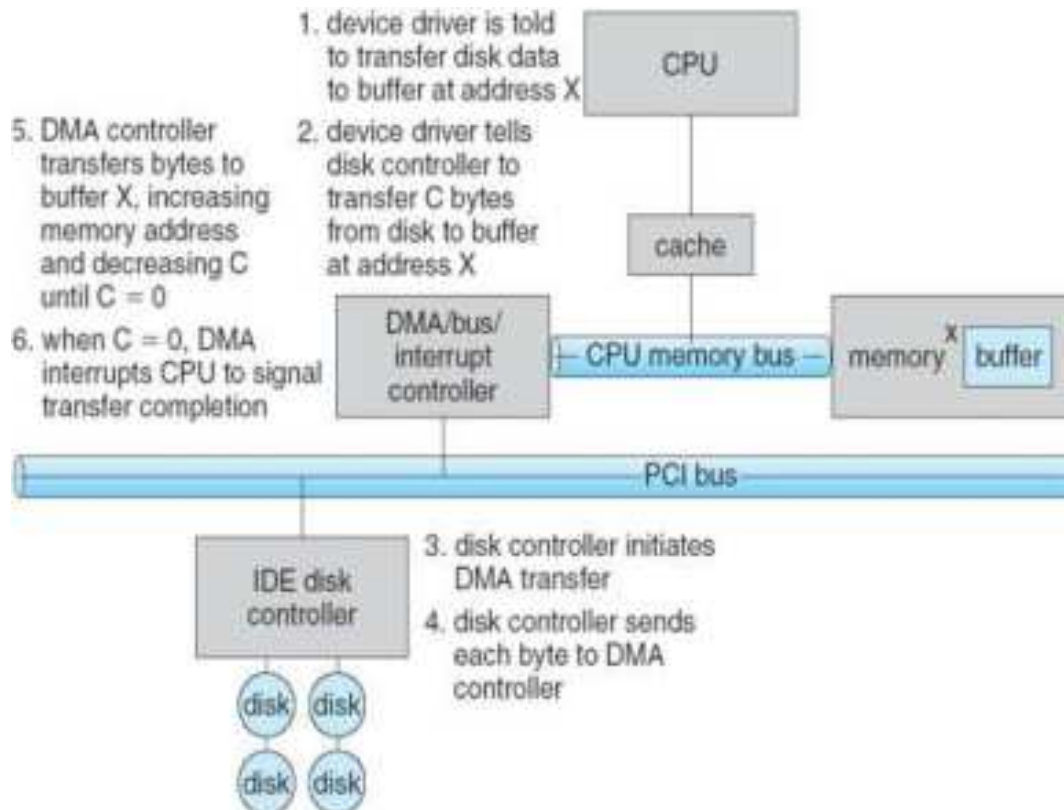 1. device driver is told
to transfer disk data
to buffer at address X
CPU
5. DMA controller
transfers bytes to
buffer X, increasing
memory address
and decreasing C
until C = 0
2. device driver tells
disk controller to
transfer C bytes
from disk to buffer
at address X
cache
6. when C = 0, DMA
interrupts CPU to signal
transfer completion
DMA/bus/
interrupt
controller
CPU memory bus
memory
X
buffer
PCI bus
IDE disk
controller
3. disk controller initiates
DMA transfer
4. disk controller sends
each byte to DMA
controller
disk
disk
disk
disk